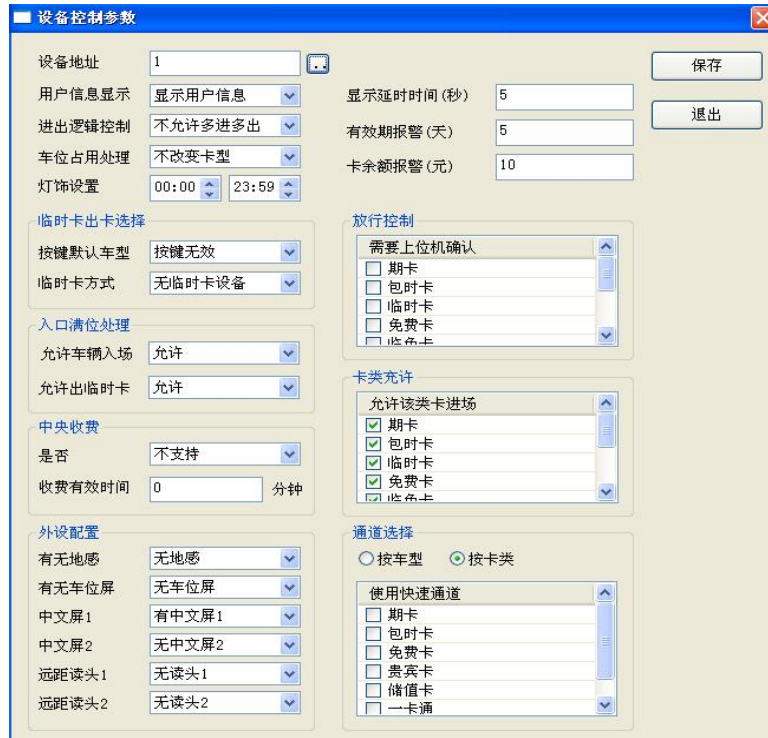 设备控制参数
设备地址 1 ..
保存
用户信息显示 显示用户信息
显示延时时间(秒) 5
退出
进出逻辑控制 不允许多进多出
有效期报警(天) 5
车位占用处理 不改变卡型
卡余额报警(元) 10
灯饰设置 00:00 23:59
临时卡出卡选择
按键默认车型 按键无效
临时卡方式 无临时卡设备
放行控制
需要上位机确认
期卡
包时卡
临时卡
免费卡
临免卡
入口满位处理
允许车辆入场 允许
允许出临时卡 允许
卡类充许
允许该类卡进场
期卡
包时卡
临时卡
免费卡
临免卡
中央收费
是否 不支持
收费有效时间 0 分钟
外设配置
有无地感 无地感
有无车位屏 无车位屏
中文屏1 有中文屏1
中文屏2 无中文屏2
远距读头1 无读头1
远距读头2 无读头2
通道选择
按车型 按卡类
使用快速通道
期卡
包时卡
免费卡
贵宾卡
储值卡
一卡通